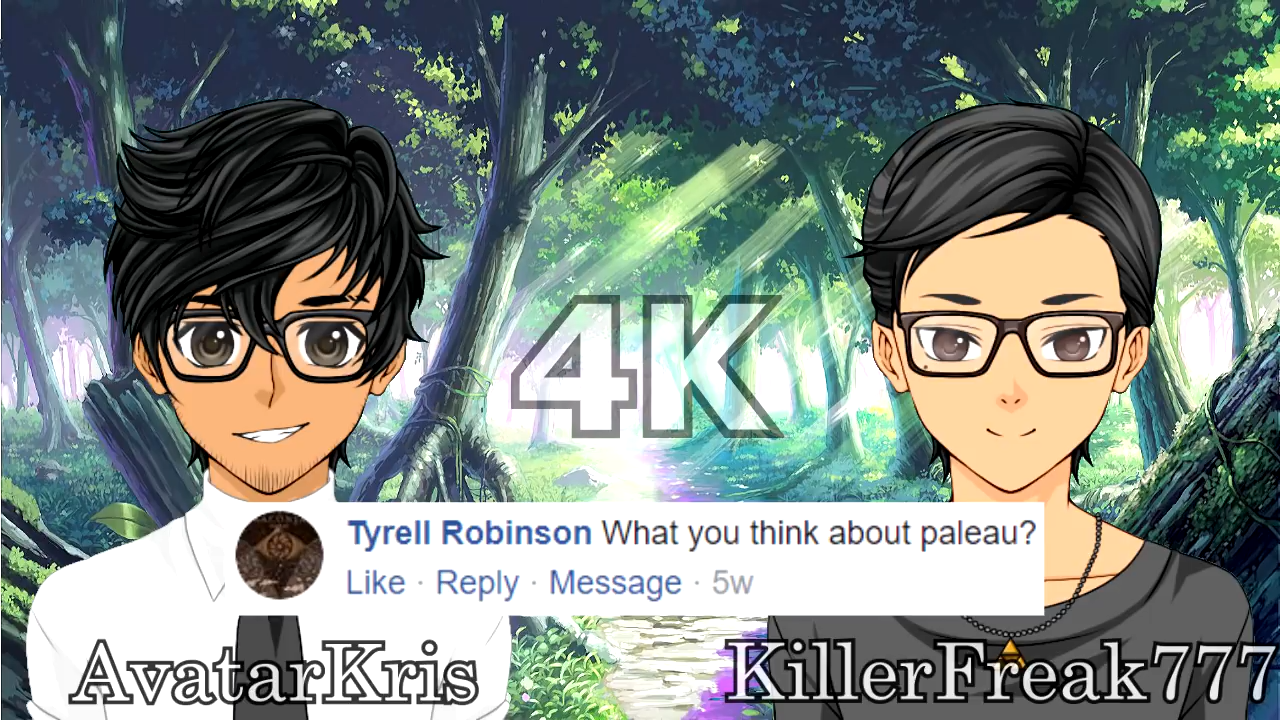 4K
Tyrell Robinson What you think about paleau?
Like · Reply · Message · 5w
AvatarKris
KillerFreak777